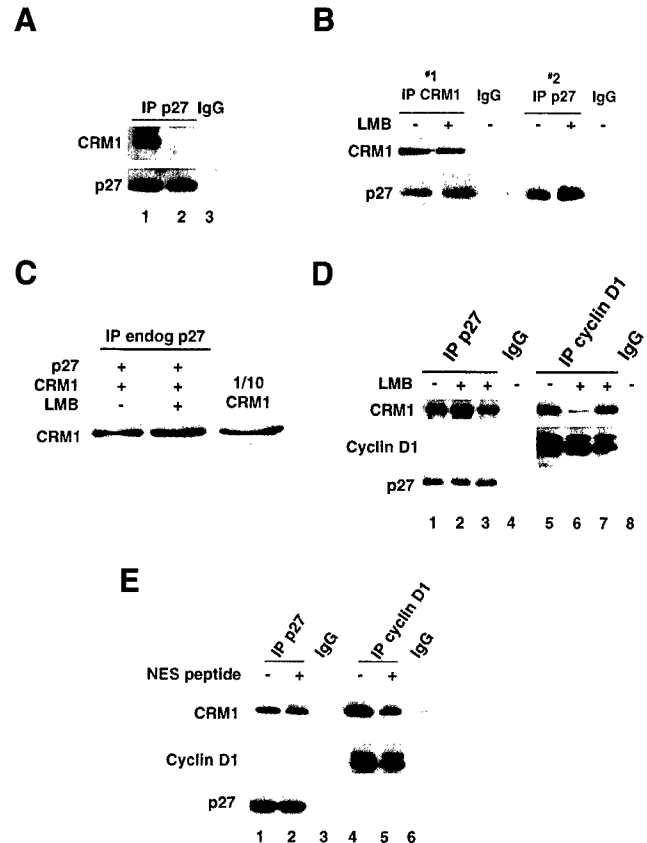 A
IP p27 IgG
CRM1
p27
1 2 3
B
#1 #2
IP CRM1 IgG IP p27 IgG
LMB - + - - + -
CRM1
p27
C
IP endog p27
p27 + +
CRM1 + + 1/10
LMB - + CRM1
CRM1
D
IP p27 IgG IP cyclin D1 IgG
LMB - + + - - + + -
CRM1
Cyclin D1
p27
1 2 3 4 5 6 7 8
E
IP p27 IgG IP cyclin D1 IgG
NES peptide - + - +
CRM1
Cyclin D1
p27
1 2 3 4 5 6